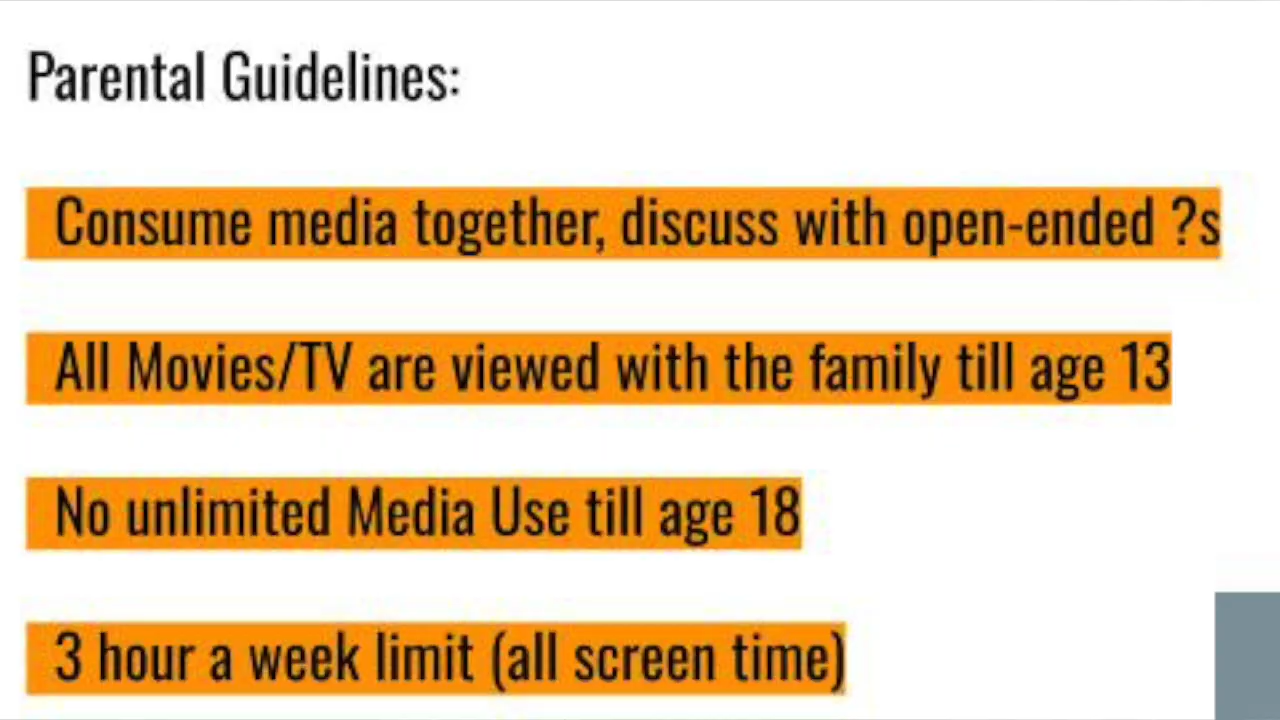 Parental Guidelines:
Consume media together, discuss with open-ended ?s
All Movies/TV are viewed with the family till age 13
No unlimited Media Use till age 18
3 hour a week limit (all screen time)